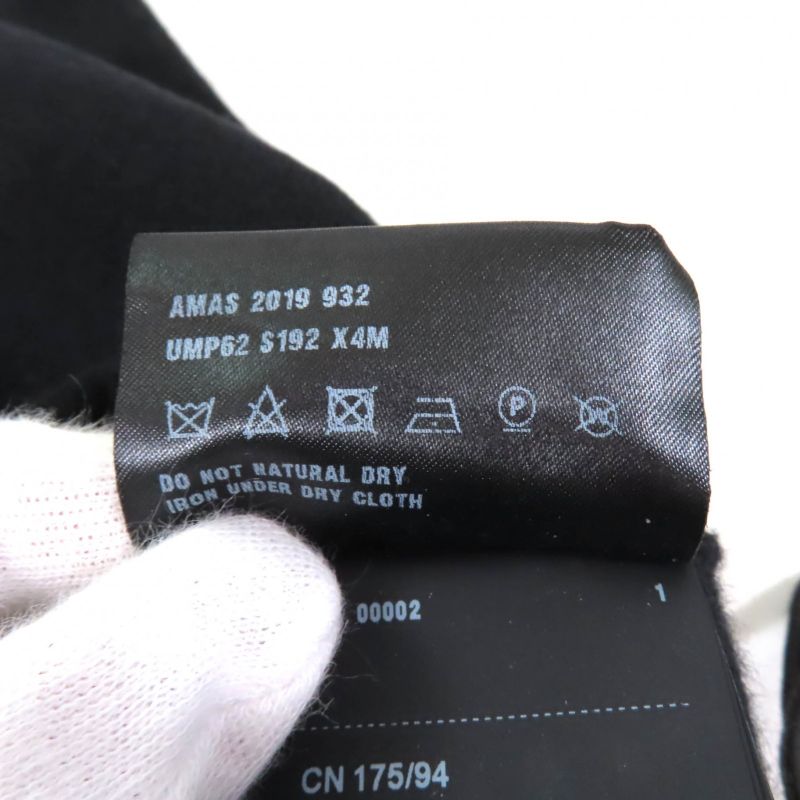 AMAS 2019 932
UMP62 S192 X4M
P W
DO NOT NATURAL DRY
IRON UNDER DRY CLOTH
00002 1
CN 175/94